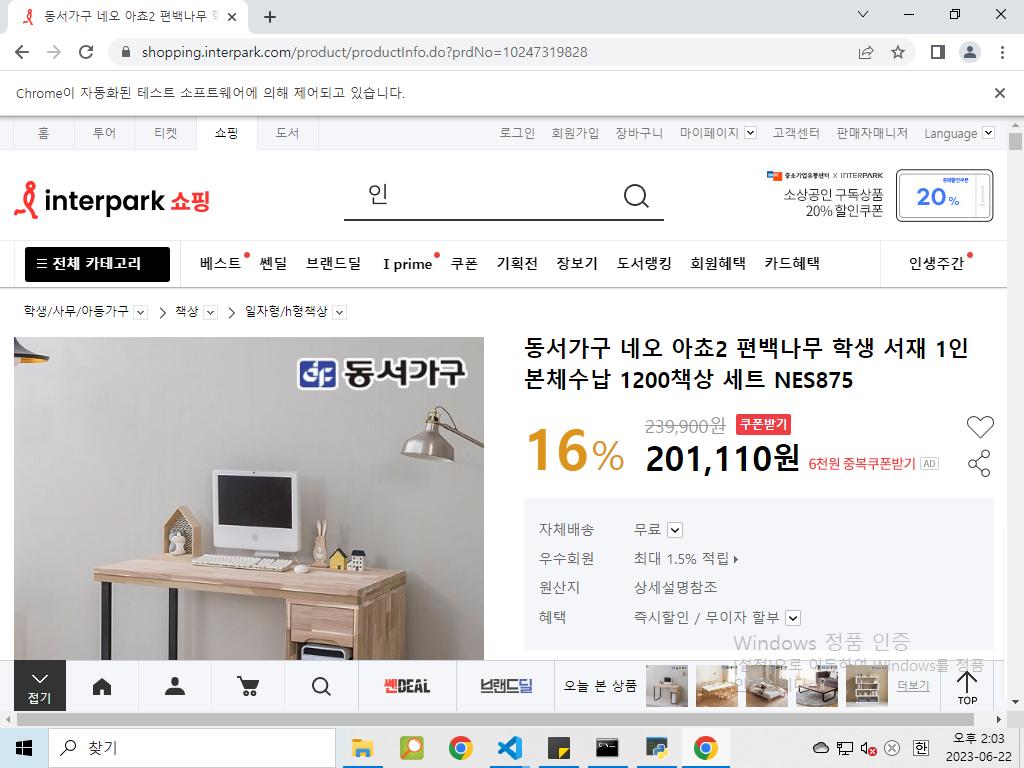 동서가구 네오 아쵸2 편백나무 학
shopping.interpark.com/product/productInfo.do?prdNo=10247319828
Chrome이 자동화된 테스트 소프트웨어에 의해 제어되고 있습니다.
홈 투어 티켓 쇼핑 도서 로그인 회원가입 장바구니 마이페이지 고객센터 판매자매니저 Language
interpark 쇼핑
인
중소기업유통센터 X INTERPARK
소상공인 구독상품
20% 할인쿠폰
중복할인쿠폰
20%
전체 카테고리 베스트 쎈딜 브랜드딜 I prime 쿠폰 기획전 장보기 도서랭킹 회원혜택 카드혜택 인생주간
학생/사무/아동가구 책상 일자형/h형책상
동서가구
동서가구 네오 아쵸2 편백나무 학생 서재 1인
본체수납 1200책상 세트 NES875
16%
239,900원 쿠폰받기
201,110원 6천원 중복쿠폰받기 AD
자체배송 무료
우수회원 최대 1.5% 적립
원산지 상세설명참조
혜택 즉시할인 / 무이자 할부
Windows 정품 인증
[설정]으로 이동하여 Windows를 정품
접기
쎈DEAL
브랜드딜
오늘 본 상품
더보기
TOP
찾기
한
오후 2:03
2023-06-22